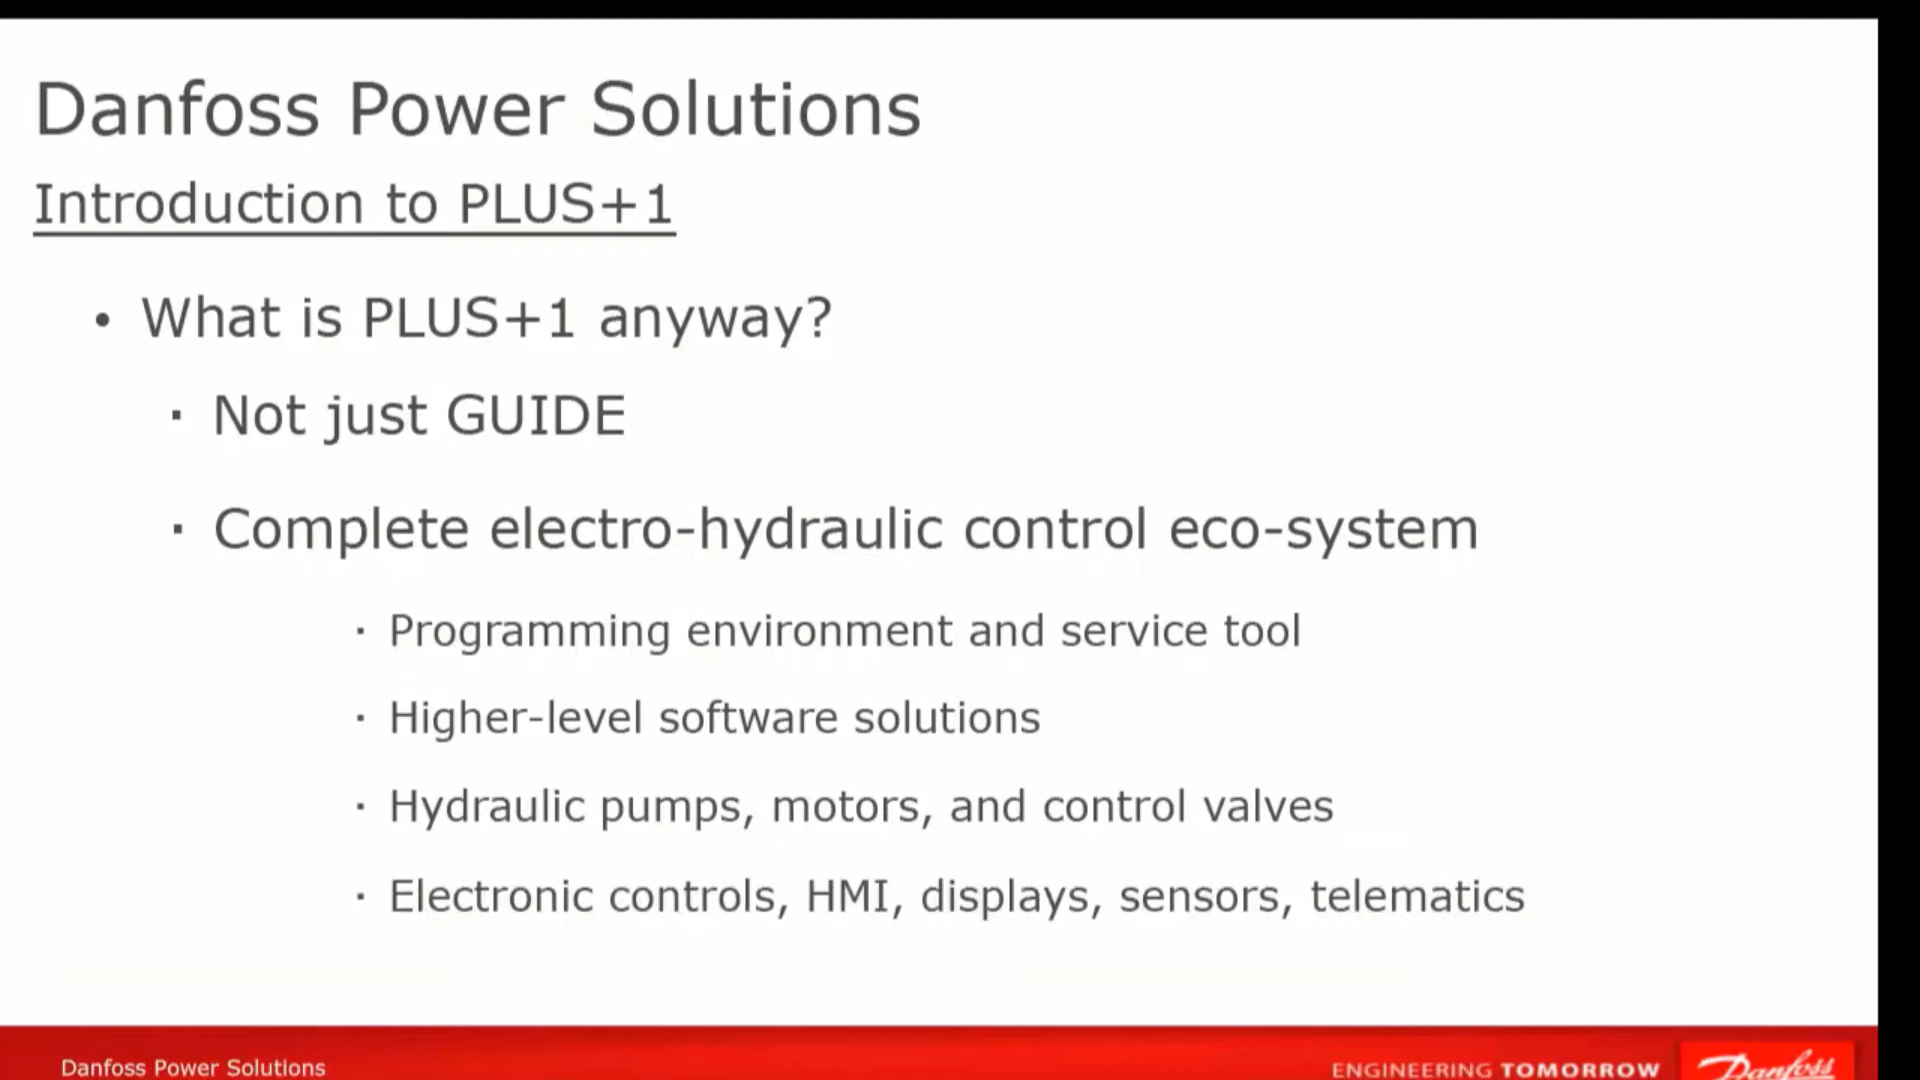 Danfoss Power Solutions
Introduction to PLUS+1
• What is PLUS+1 anyway?
▪ Not just GUIDE
▪ Complete electro-hydraulic control eco-system
▪ Programming environment and service tool
▪ Higher-level software solutions
▪ Hydraulic pumps, motors, and control valves
▪ Electronic controls, HMI, displays, sensors, telematics
Danfoss Power Solutions
ENGINEERING TOMORROW
Danfoss